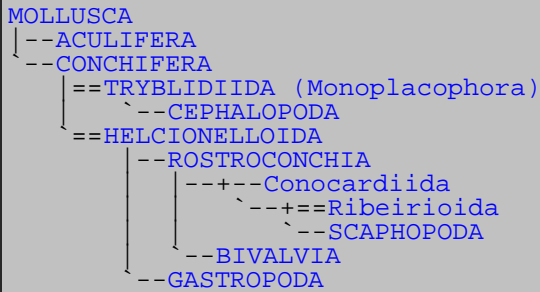 MOLLUSCA
|--ACULIFERA
`--CONCHIFERA
   |==TRYBLIDIIDA (Monoplacophora)
   |  `--CEPHALOPODA
   `==HELCIONELLOIDA
      |--ROSTROCONCHIA
      |  |--+--Conocardiida
      |  |  `--+==Ribeirioida
      |  |     `--SCAPHOPODA
      |  `--BIVALVIA
      `--GASTROPODA